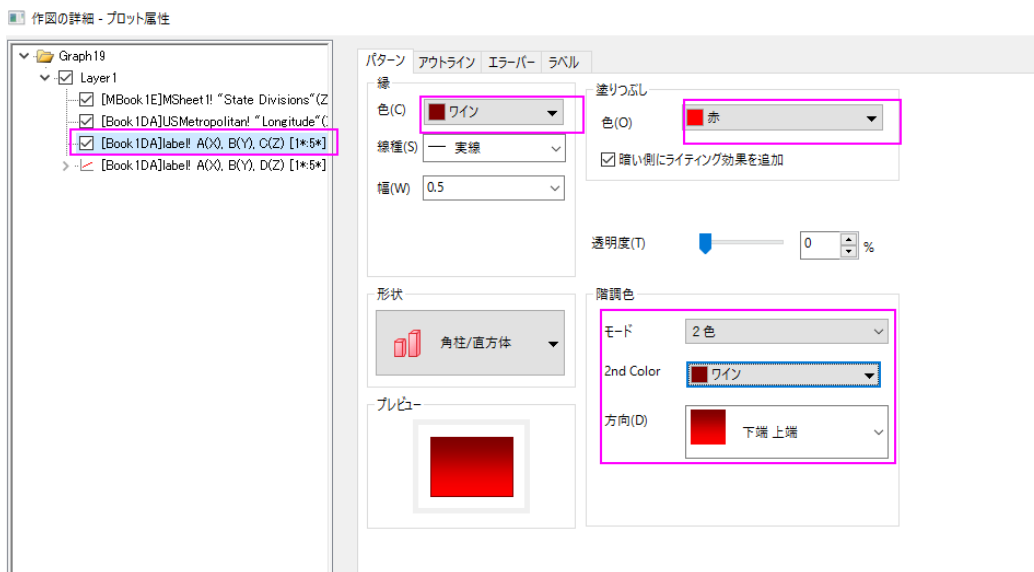 作図の詳細 - プロット属性
Graph19
Layer1
[MBook1E]MSheet1! "State Divisions"(Z
[Book1DA]USMetropolitan! "Longitude"(
[Book1DA]label! A(X), B(Y), C(Z) [1*:5*]
[Book1DA]label! A(X), B(Y), D(Z) [1*:5*]
パターン アウトライン エラーバー ラベル
縁
色(C) ワイン
線種(S) 実線
幅(W) 0.5
塗りつぶし
色(O) 赤
暗い側にライティング効果を追加
透明度(T) 0 %
形状
角柱/直方体
プレビュー
階調色
モード 2色
2nd Color ワイン
方向(D) 下端 上端